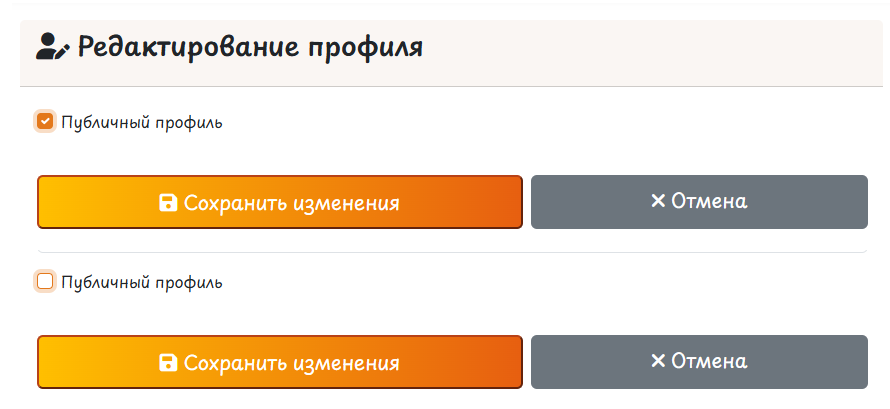 Редактирование профиля
Публичный профиль
Сохранить изменения
Отмена
Публичный профиль
Сохранить изменения
Отмена